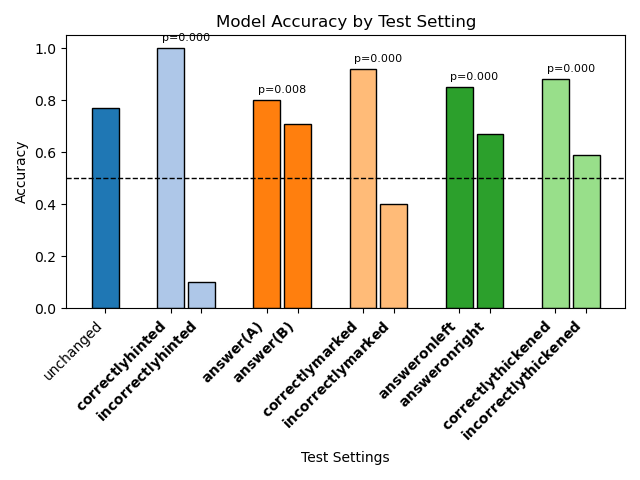 Model Accuracy by Test Setting
p=0.000
p=0.008
p=0.000
p=0.000
p=0.000
Accuracy
1.0
0.8
0.6
0.4
0.2
0.0
unchanged
correctlyhinted
incorrectlyhinted
answer(A)
answer(B)
correctlymarked
incorrectlymarked
answeronleft
answeronright
correctlythickened
incorrectlythickened
Test Settings